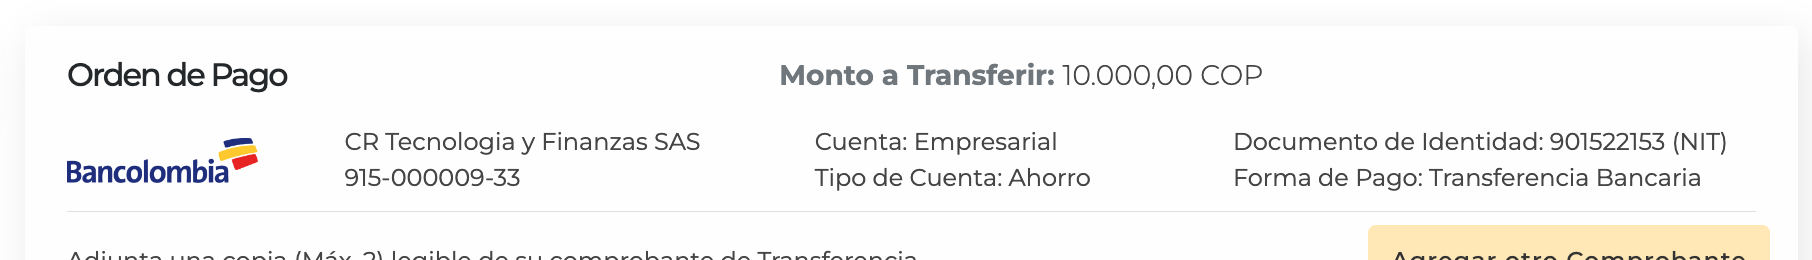 Orden de Pago
Monto a Transferir: 10.000,00 COP
Bancolombia
CR Tecnologia y Finanzas SAS
915-000009-33
Cuenta: Empresarial
Tipo de Cuenta: Ahorro
Documento de Identidad: 901522153 (NIT)
Forma de Pago: Transferencia Bancaria
Adjunta una copia (Máx. 2) legible de su comprobante de Transferencia
Agregar otro Comprobante